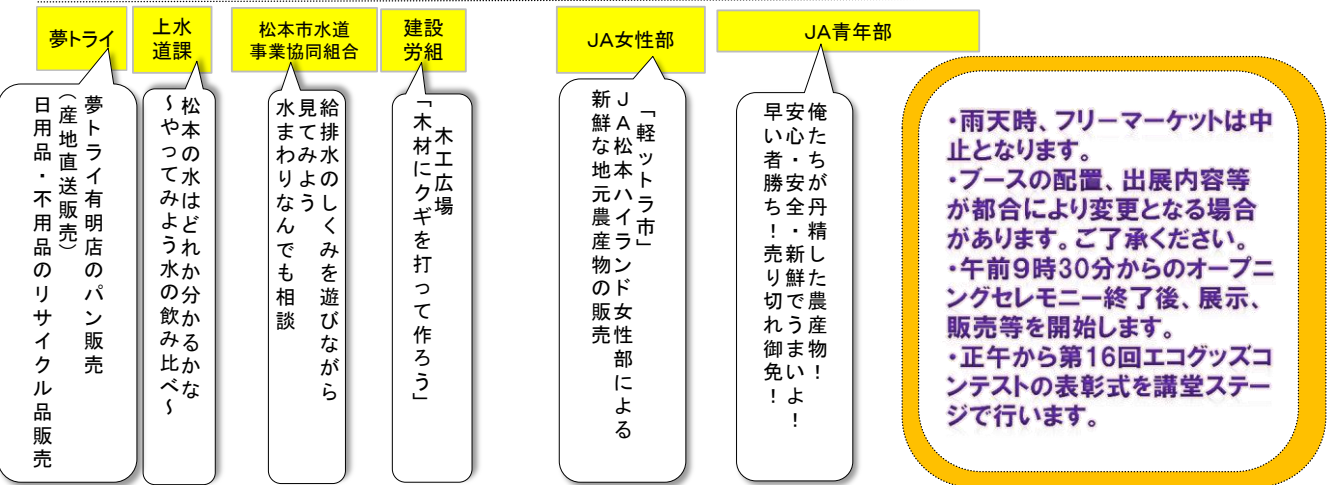 夢トライ
夢トライ有明店のパン販売
（産地直送販売）
日用品・不用品のリサイクル品販売
上水
道課
松本の水はどれか分かるかな
～やってみよう水の飲み比べ～
松本市水道
事業協同組合
給排水のしくみを遊びながら
見てみよう
水まわりなんでも相談
建設
労組
木工広場
「木材にクギを打って作ろう」
JA女性部
「軽ットラ市」
JA松本ハイランド女性部による
新鮮な地元農産物の販売
JA青年部
俺たちが丹精した農産物！
安心・安全・新鮮でうまいよ！
早い者勝ち！売り切れ御免！
・雨天時、フリーマーケットは中
止となります。
・ブースの配置、出展内容等
が都合により変更となる場合
があります。ご了承ください。
・午前9時30分からのオープニ
ングセレモニー終了後、展示、
販売等を開始します。
・正午から第16回エコグッズコ
ンテストの表彰式を講堂ステー
ジで行います。